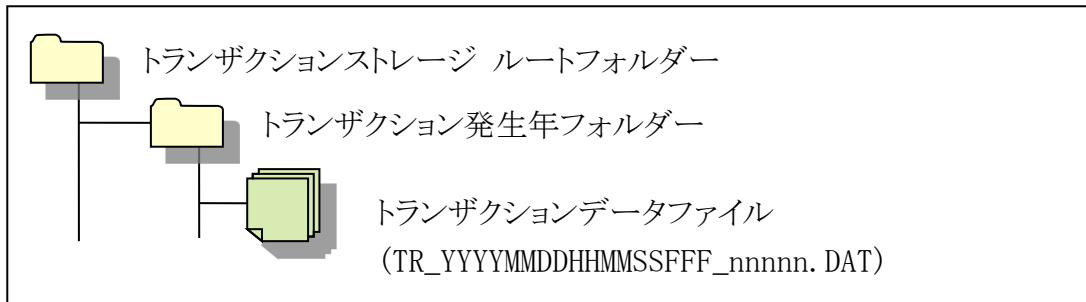 トランザクションストレージ ルートフォルダー
トランザクション発生年フォルダー
トランザクションデータファイル
(TR_YYYYMMDDHHMMSSFFF_nnnnn.DAT)